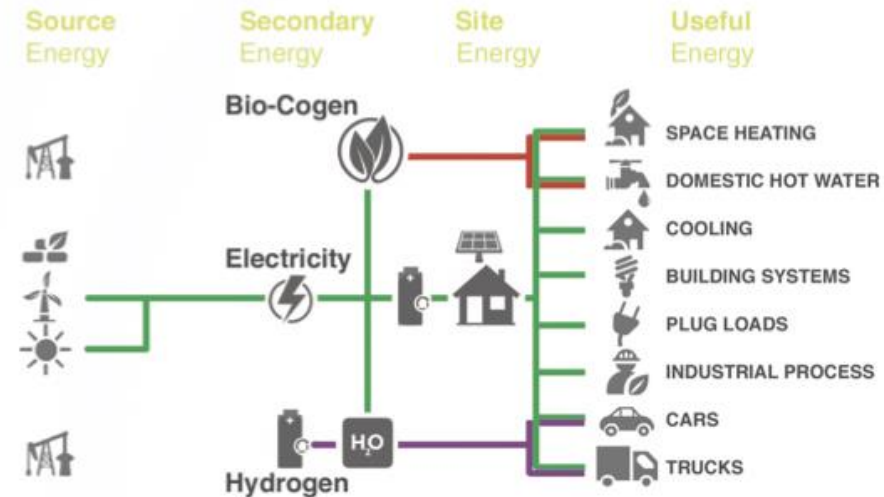 Source
Energy
Secondary
Energy
Site
Energy
Useful
Energy
Bio-Cogen
Electricity
H2O
Hydrogen
SPACE HEATING
DOMESTIC HOT WATER
COOLING
BUILDING SYSTEMS
PLUG LOADS
INDUSTRIAL PROCESS
CARS
TRUCKS